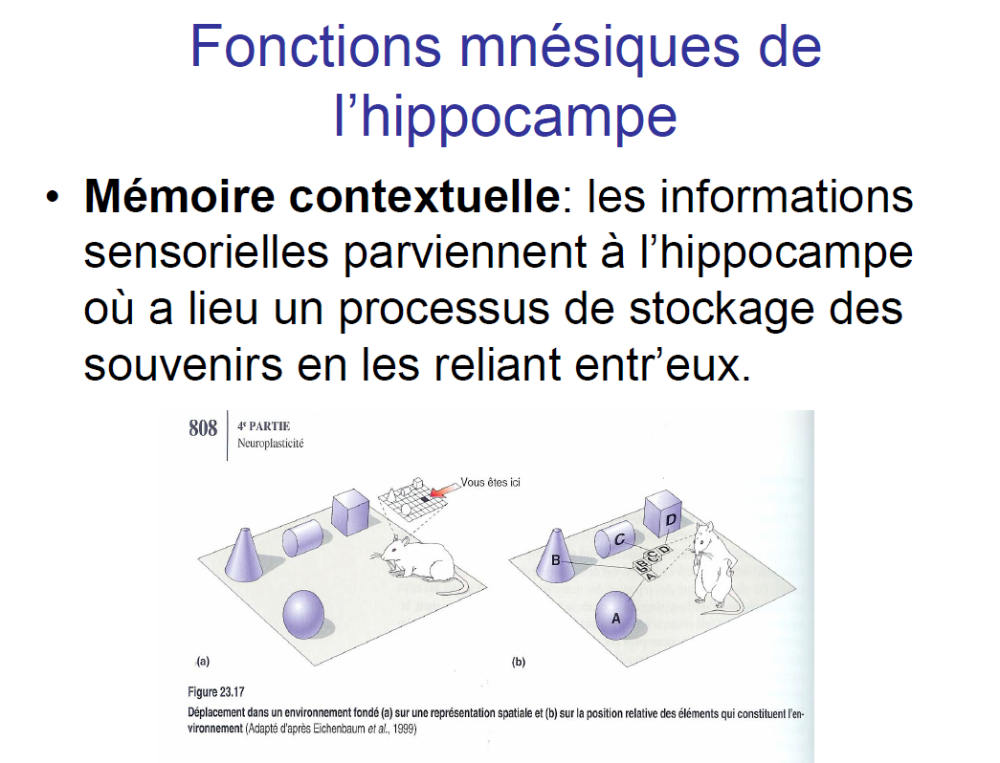 Fonctions mnésiques de
l’hippocampe
• Mémoire contextuelle: les informations
sensorielles parviennent à l’hippocampe
où a lieu un processus de stockage des
souvenirs en les reliant entr’eux.
808
4e PARTIE
Neuroplasticité
Vous êtes ici
(a)
B
C
D
A
C
D
A
(b)
Figure 23.17
Déplacement dans un environnement fondé (a) sur une représentation spatiale et (b) sur la position relative des éléments qui constituent l'en-
vironnement (Adapté d'après Eichenbaum et al., 1999)